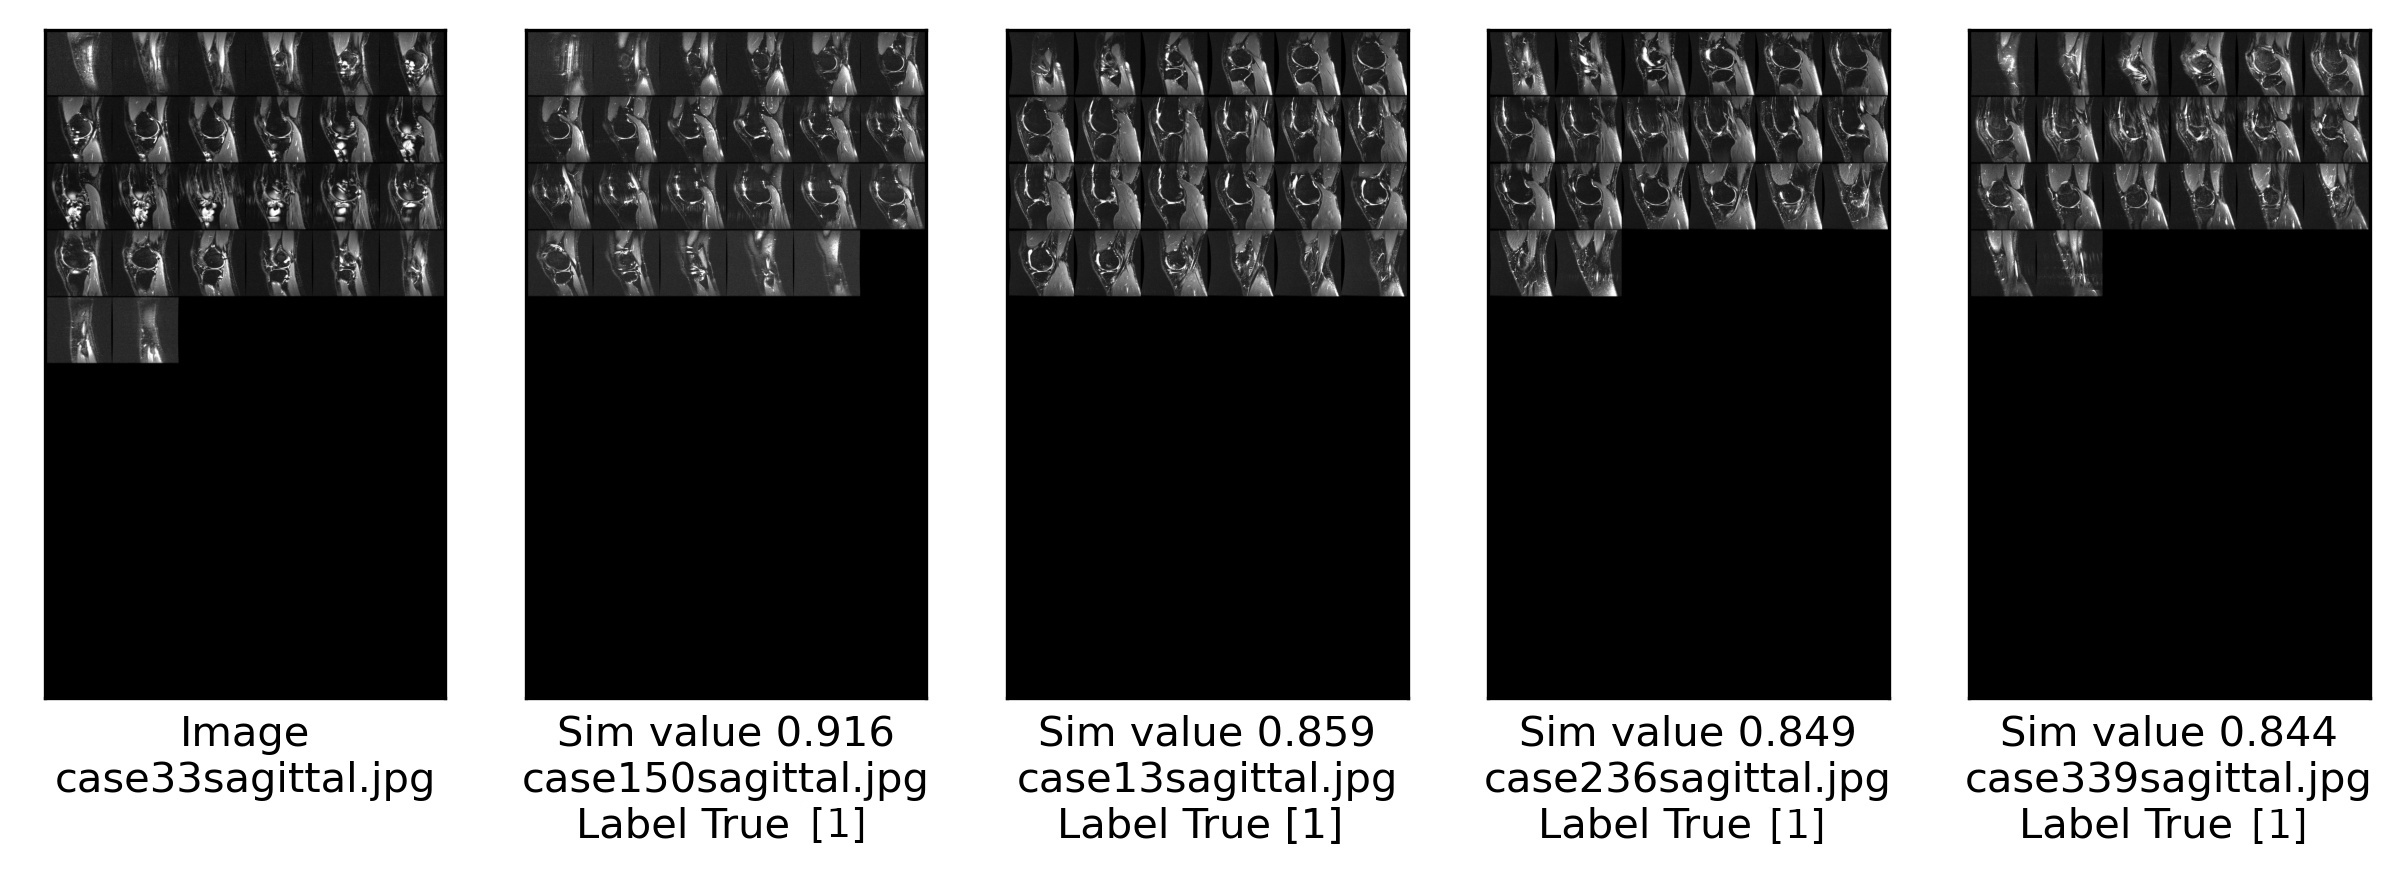 Image
case33sagittal.jpg
Sim value 0.916
case150sagittal.jpg
Label True [1]
Sim value 0.859
case13sagittal.jpg
Label True [1]
Sim value 0.849
case236sagittal.jpg
Label True [1]
Sim value 0.844
case339sagittal.jpg
Label True [1]